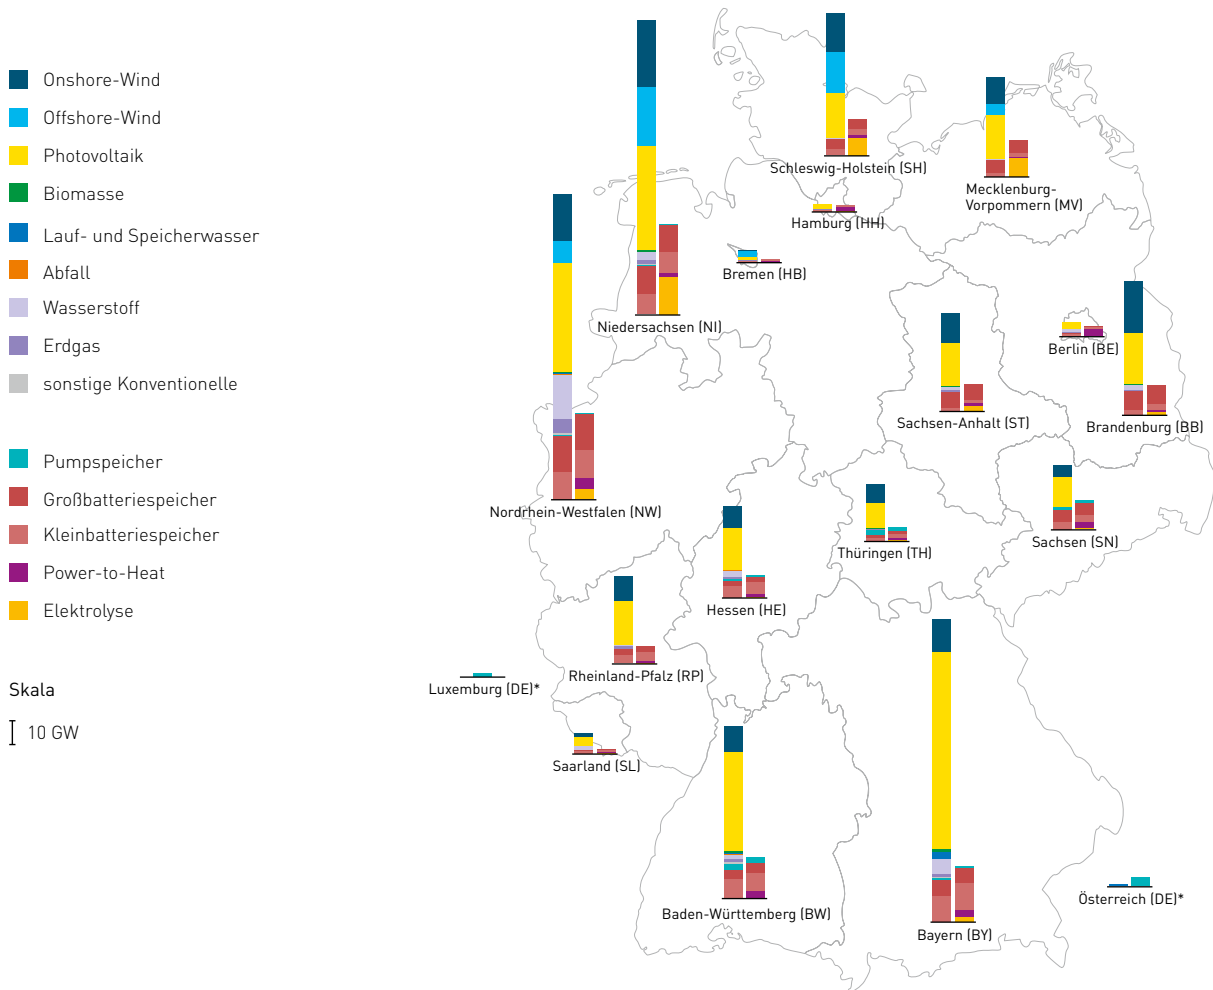 Onshore-Wind
Offshore-Wind
Photovoltaik
Biomasse
Lauf- und Speicherwasser
Abfall
Wasserstoff
Erdgas
sonstige Konventionelle
Pumpspeicher
Großbatteriespeicher
Kleinbatteriespeicher
Power-to-Heat
Elektrolyse
Skala
10 GW
Schleswig-Holstein (SH)
Mecklenburg-
Vorpommern (MV)
Hamburg (HH)
Bremen (HB)
Niedersachsen (NI)
Berlin (BE)
Sachsen-Anhalt (ST)
Brandenburg (BB)
Nordrhein-Westfalen (NW)
Sachsen (SN)
Thüringen (TH)
Hessen (HE)
Rheinland-Pfalz (RP)
Luxemburg (DE)*
Saarland (SL)
Österreich (DE)*
Baden-Württemberg (BW)
Bayern (BY)